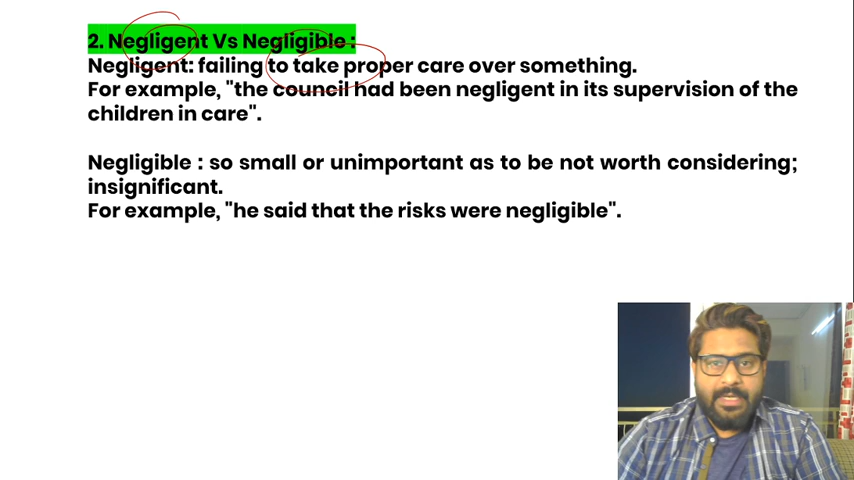 2. Negligent Vs Negligible :
Negligent: failing to take proper care over something.
For example, "the council had been negligent in its supervision of the
children in care".
Negligible : so small or unimportant as to be not worth considering;
insignificant.
For example, "he said that the risks were negligible".